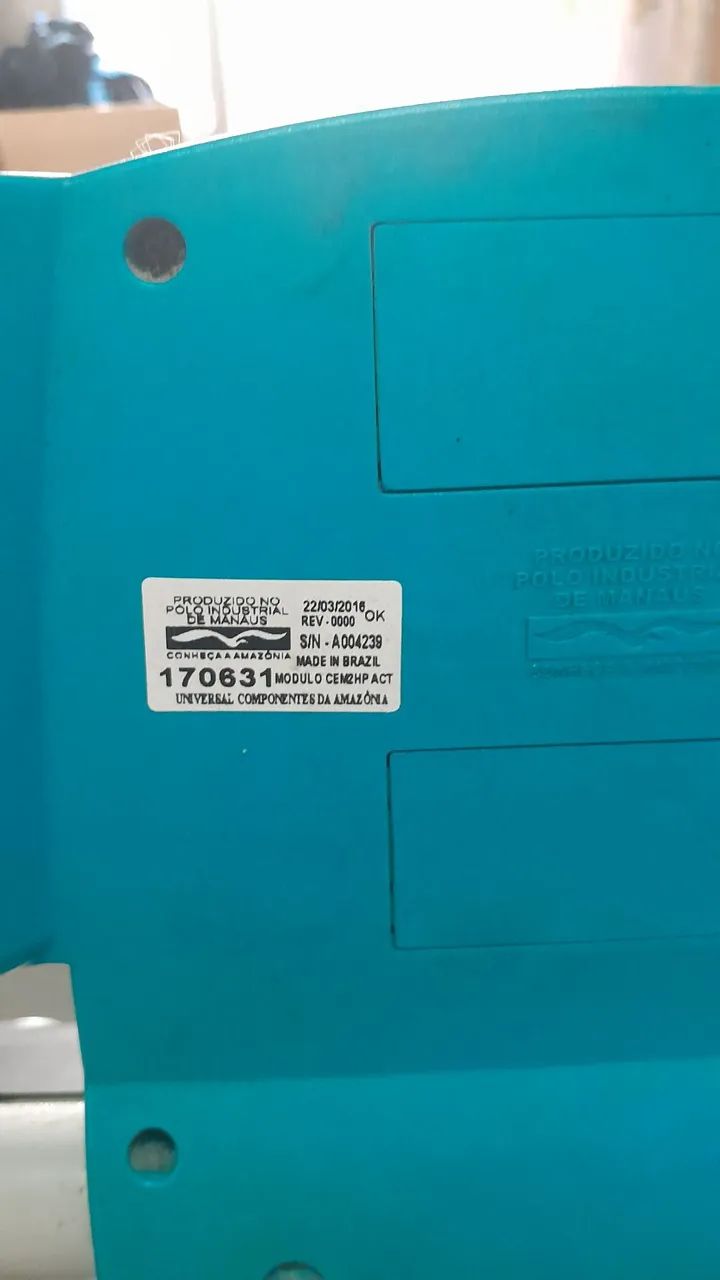 PRODUZIDO NO
POLO INDUSTRIAL
DE MANAUS
CONHEÇA A AMAZÔNIA
22/03/2016
REV-0000 OK
S/N - A004239
MADE IN BRAZIL
170631 MODULO CEM2HP ACT
UNIVERSAL COMPONENTES DA AMAZÔNIA
PRODUZIDO NO
POLO INDUSTRI
DE MANAUS